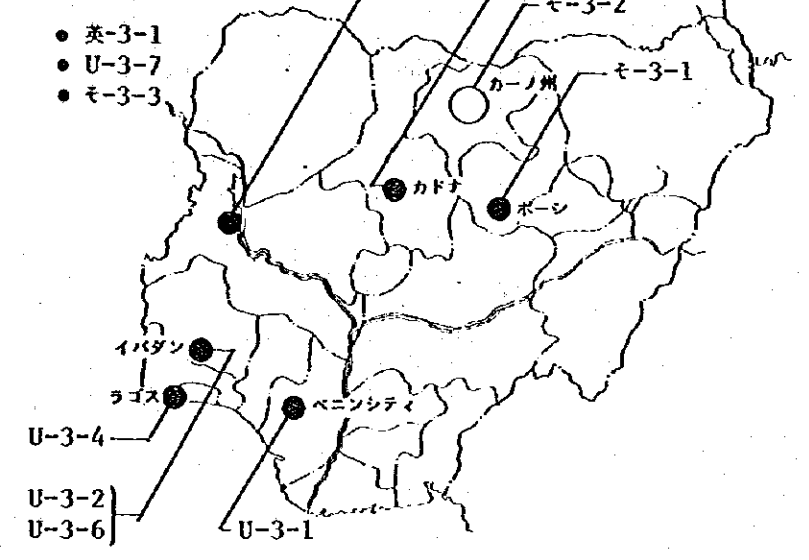 モ-3-2
● 英-3-1
● U-3-7
● そ-3-3
カーノ州
モ-3-1
カドナ
ボーシ
イバダン
ラゴス
ベニンシティ
U-3-4
U-3-2
U-3-6
U-3-1